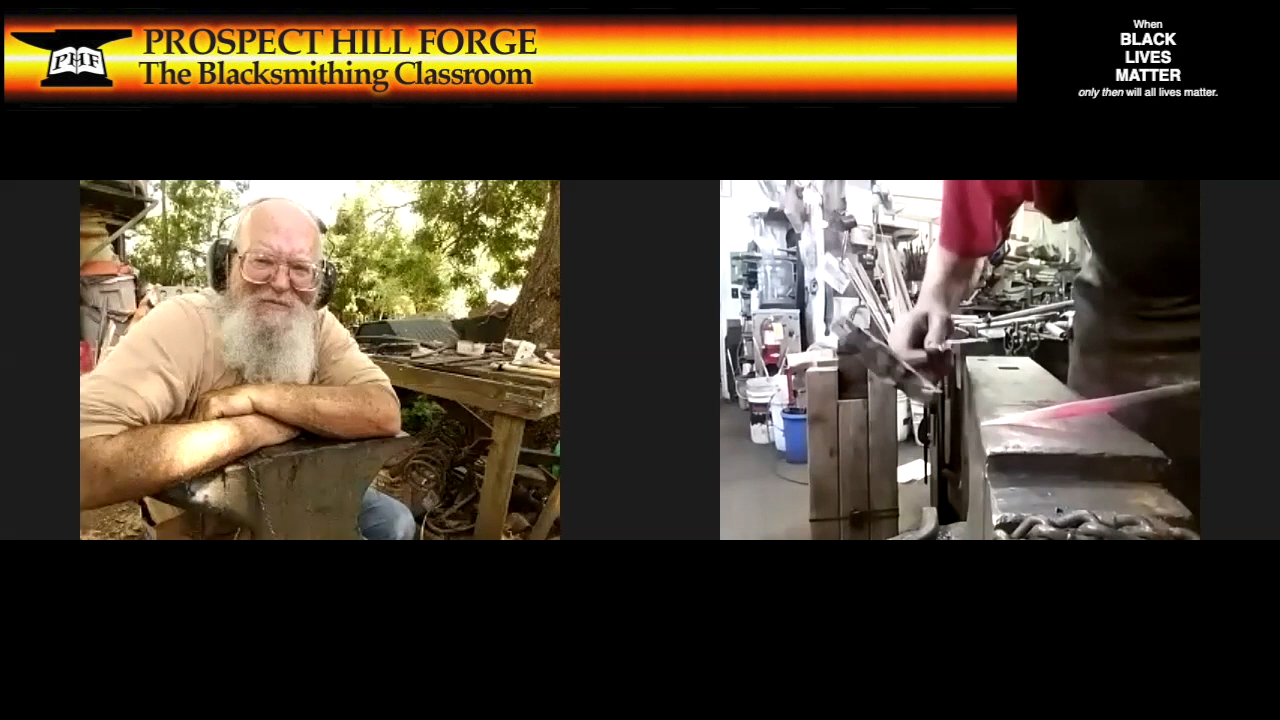 PROSPECT HILL FORGE
The Blacksmithing Classroom
PHF
When
BLACK
LIVES
MATTER
only then will all lives matter.